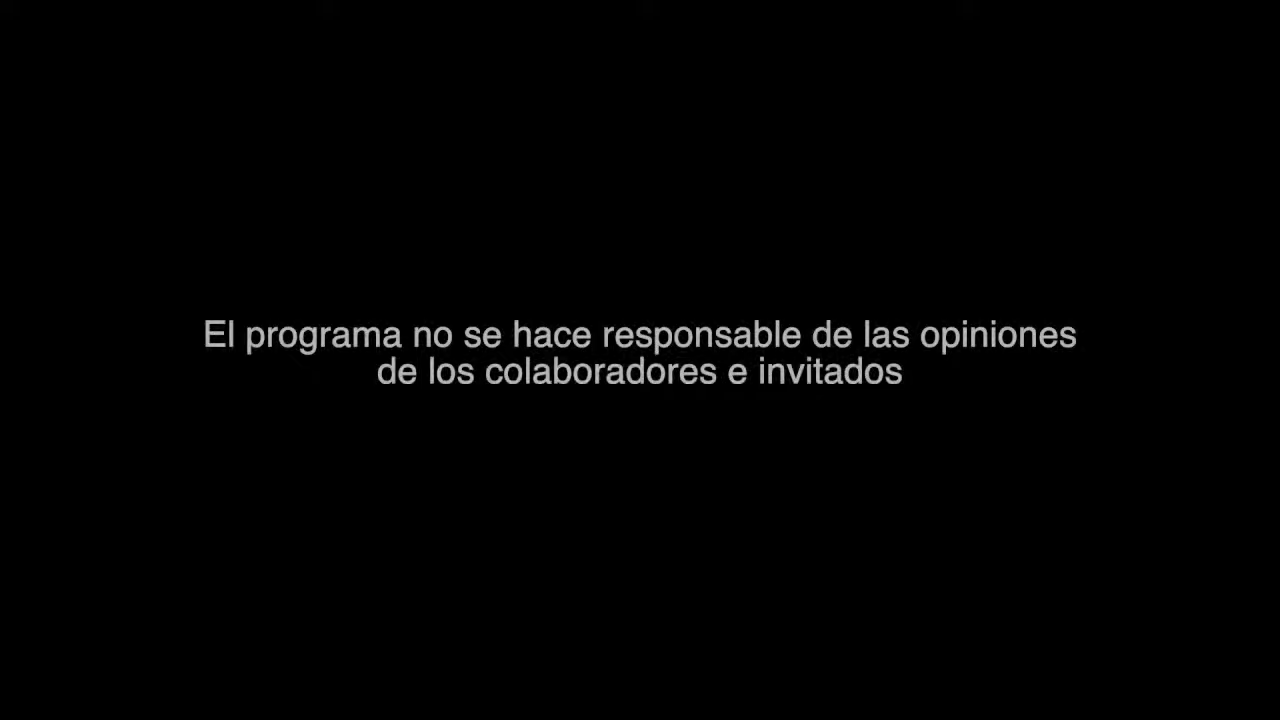 El programa no se hace responsable de las opiniones
de los colaboradores e invitados